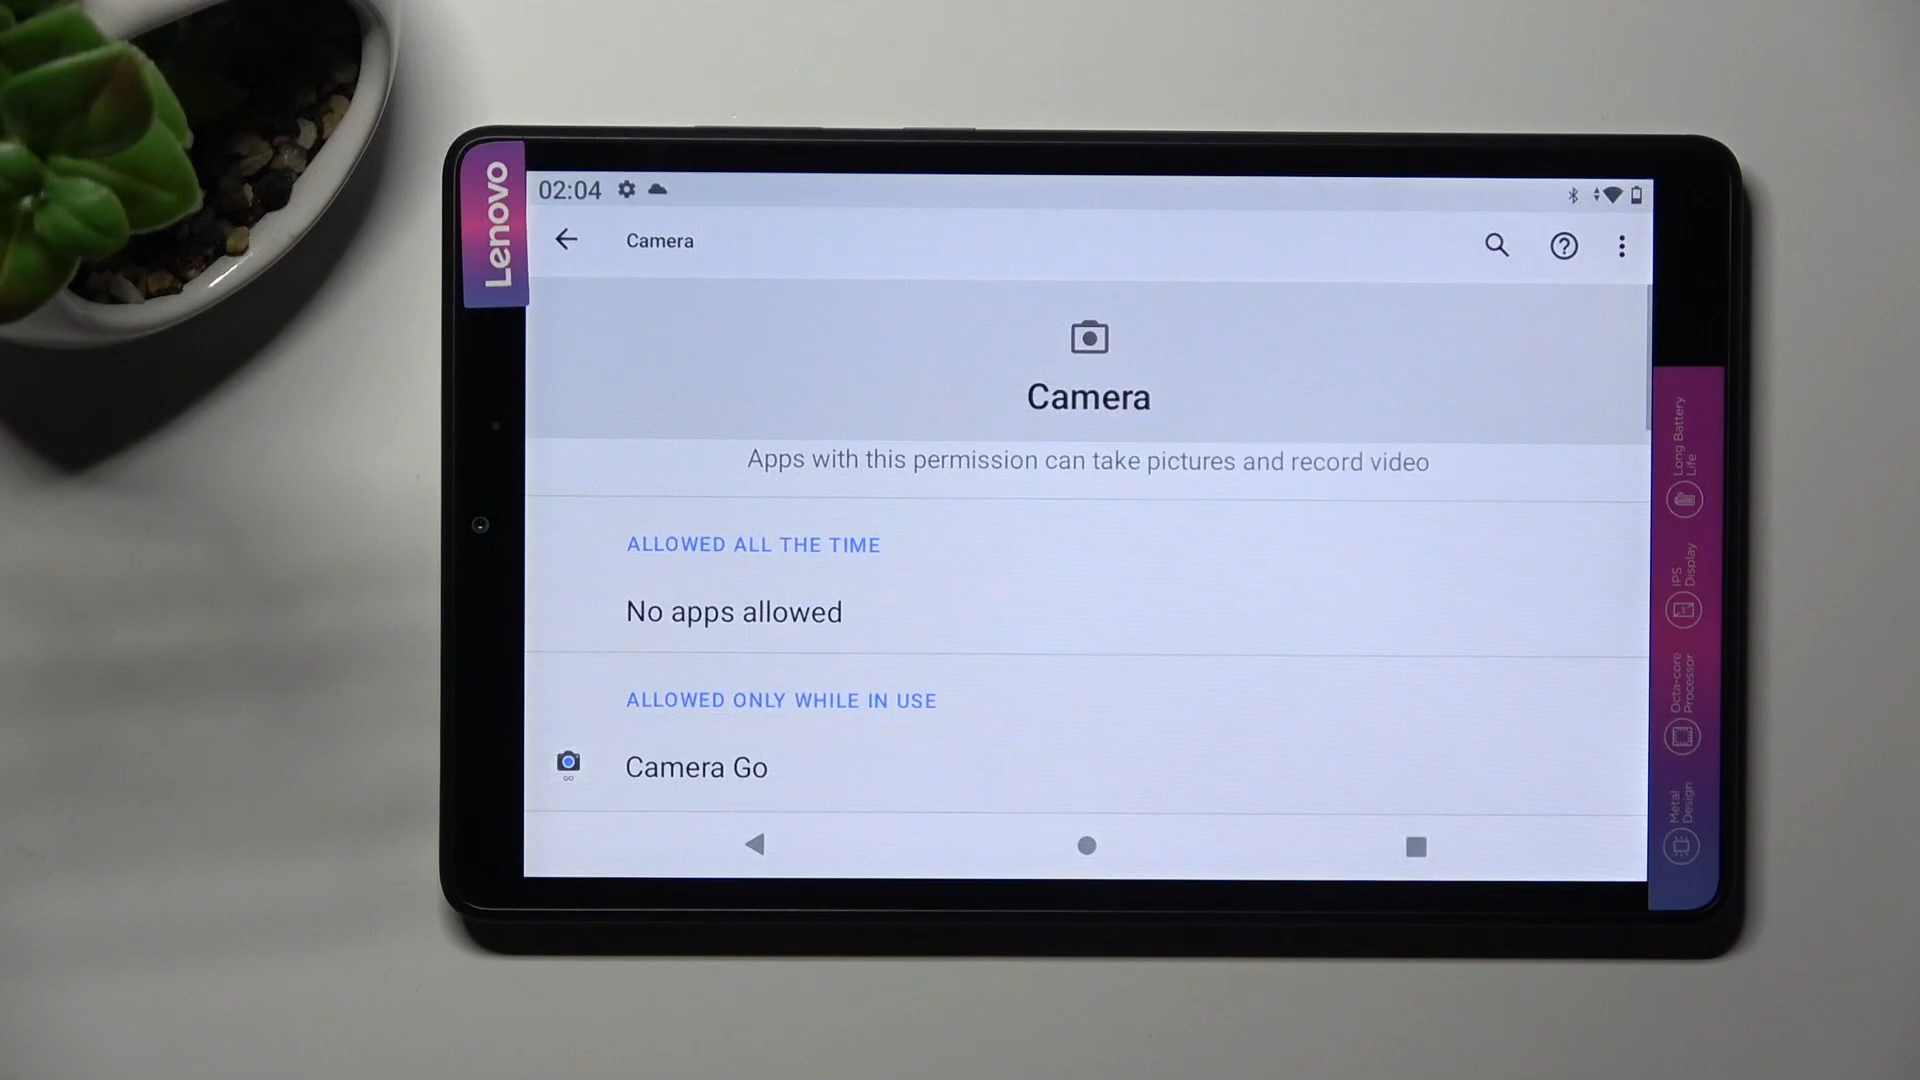 Lenovo
02:04
Camera
Camera
Apps with this permission can take pictures and record video
ALLOWED ALL THE TIME
No apps allowed
ALLOWED ONLY WHILE IN USE
GO
Camera Go
Long Battery
Life
IPS
Display
Octa-core
Processor
Metal
Design